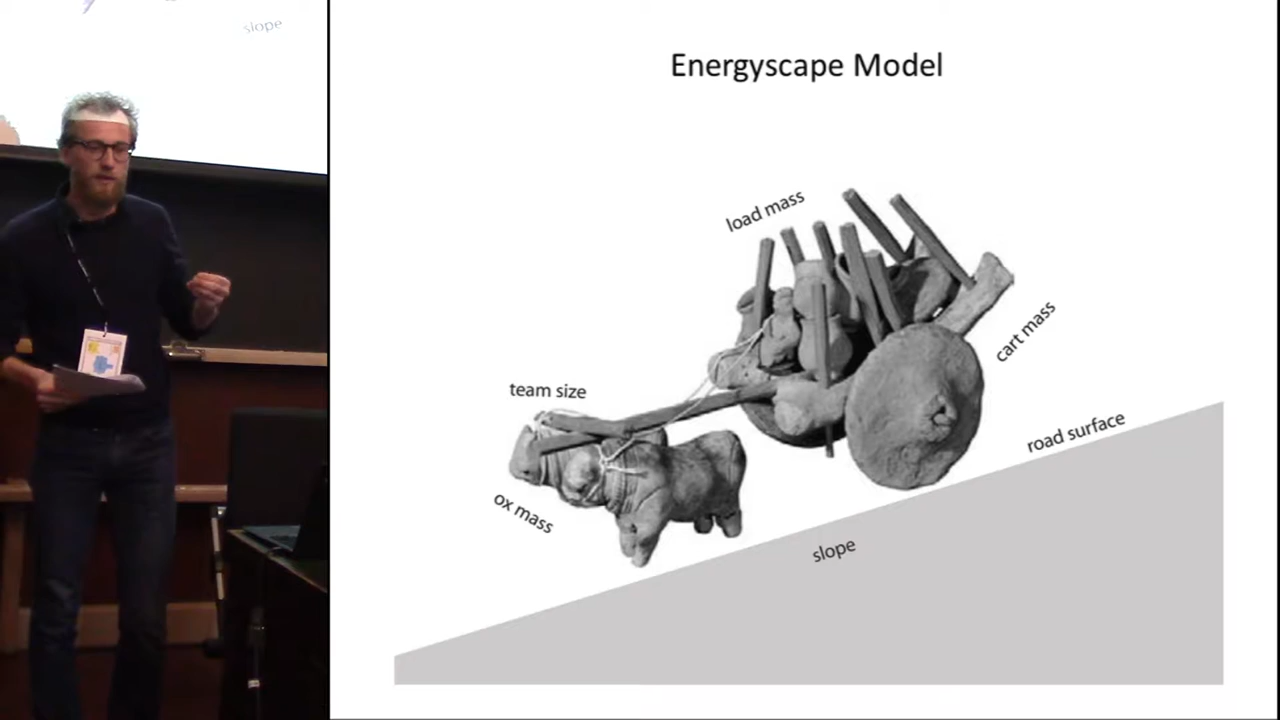 slope
Energyscape Model
load mass
cart mass
team size
road surface
ox mass
slope